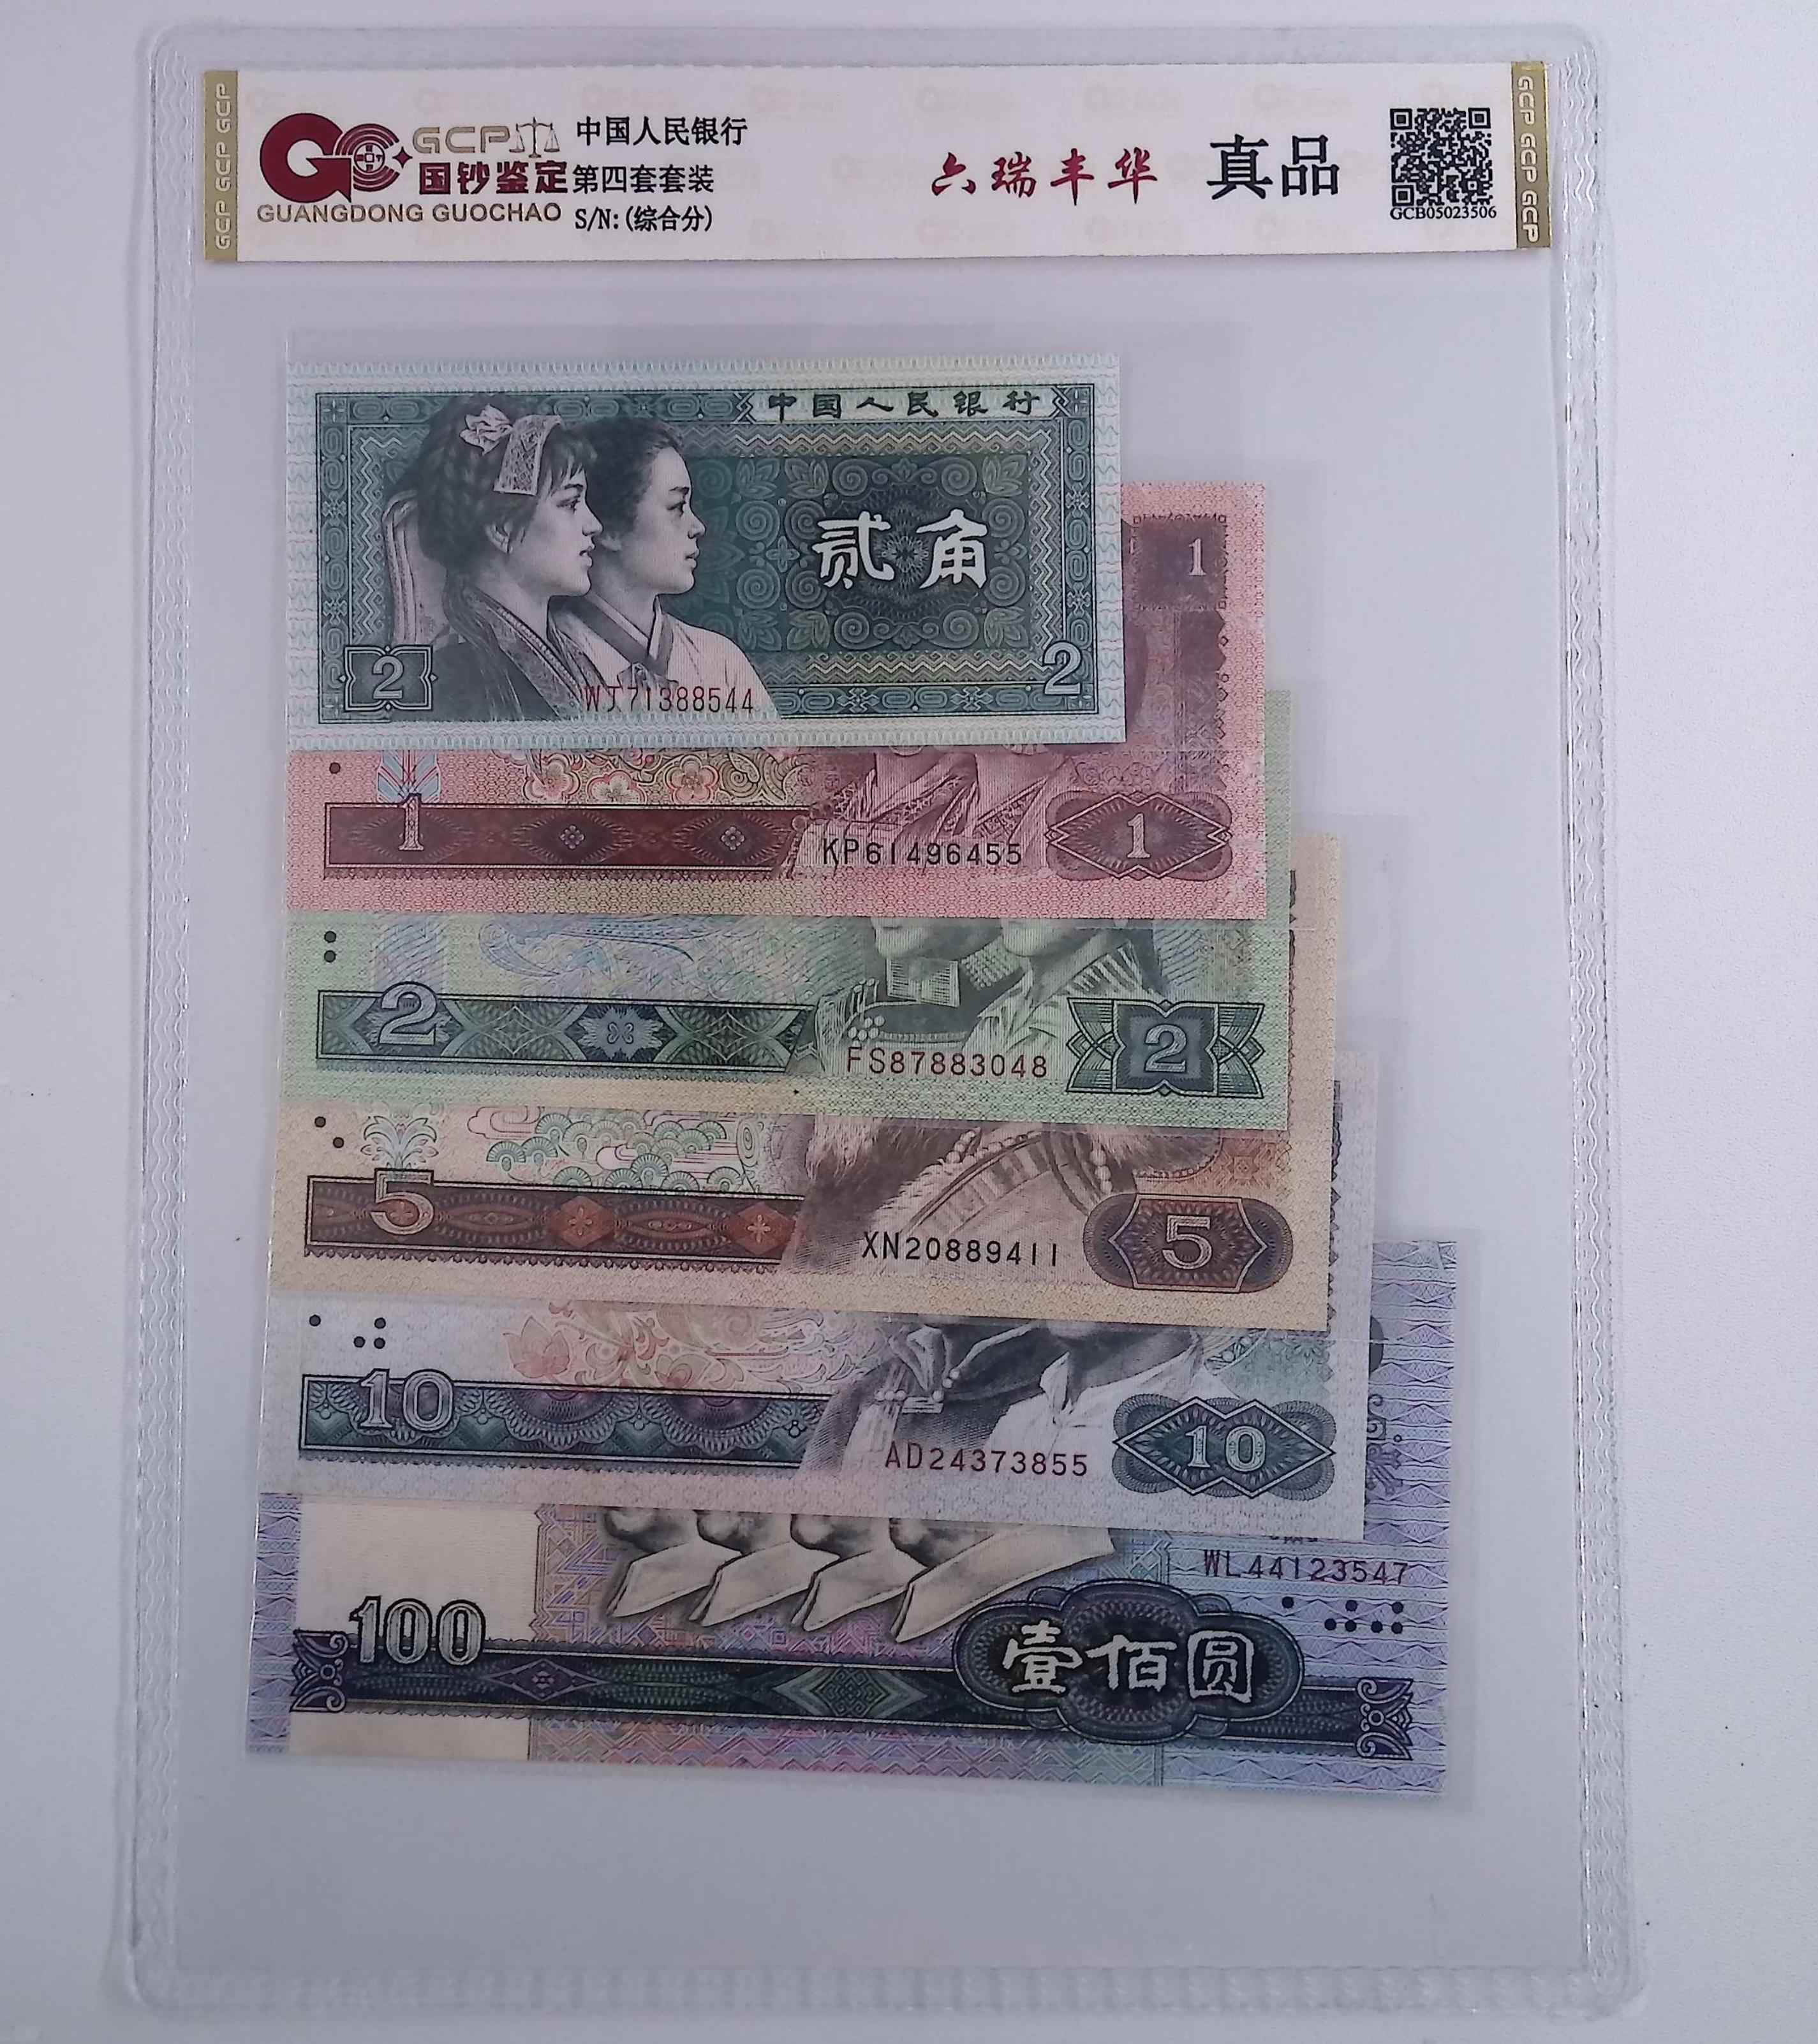 GCP GCP GCP
GCP
国钞鉴定
GUANGDONG GUOCHAO
中国人民银行
第四套套装
S/N: (综合分)
六瑞丰华
真品
GCB05023506
GCP GCP GCP
中国人民银行
贰角
2
2
WJ71388544
1
1
KP61496455
1
2
FS87883048
2
5
XN20889411
5
10
AD24373855
10
WL44123547
100
壹佰圆